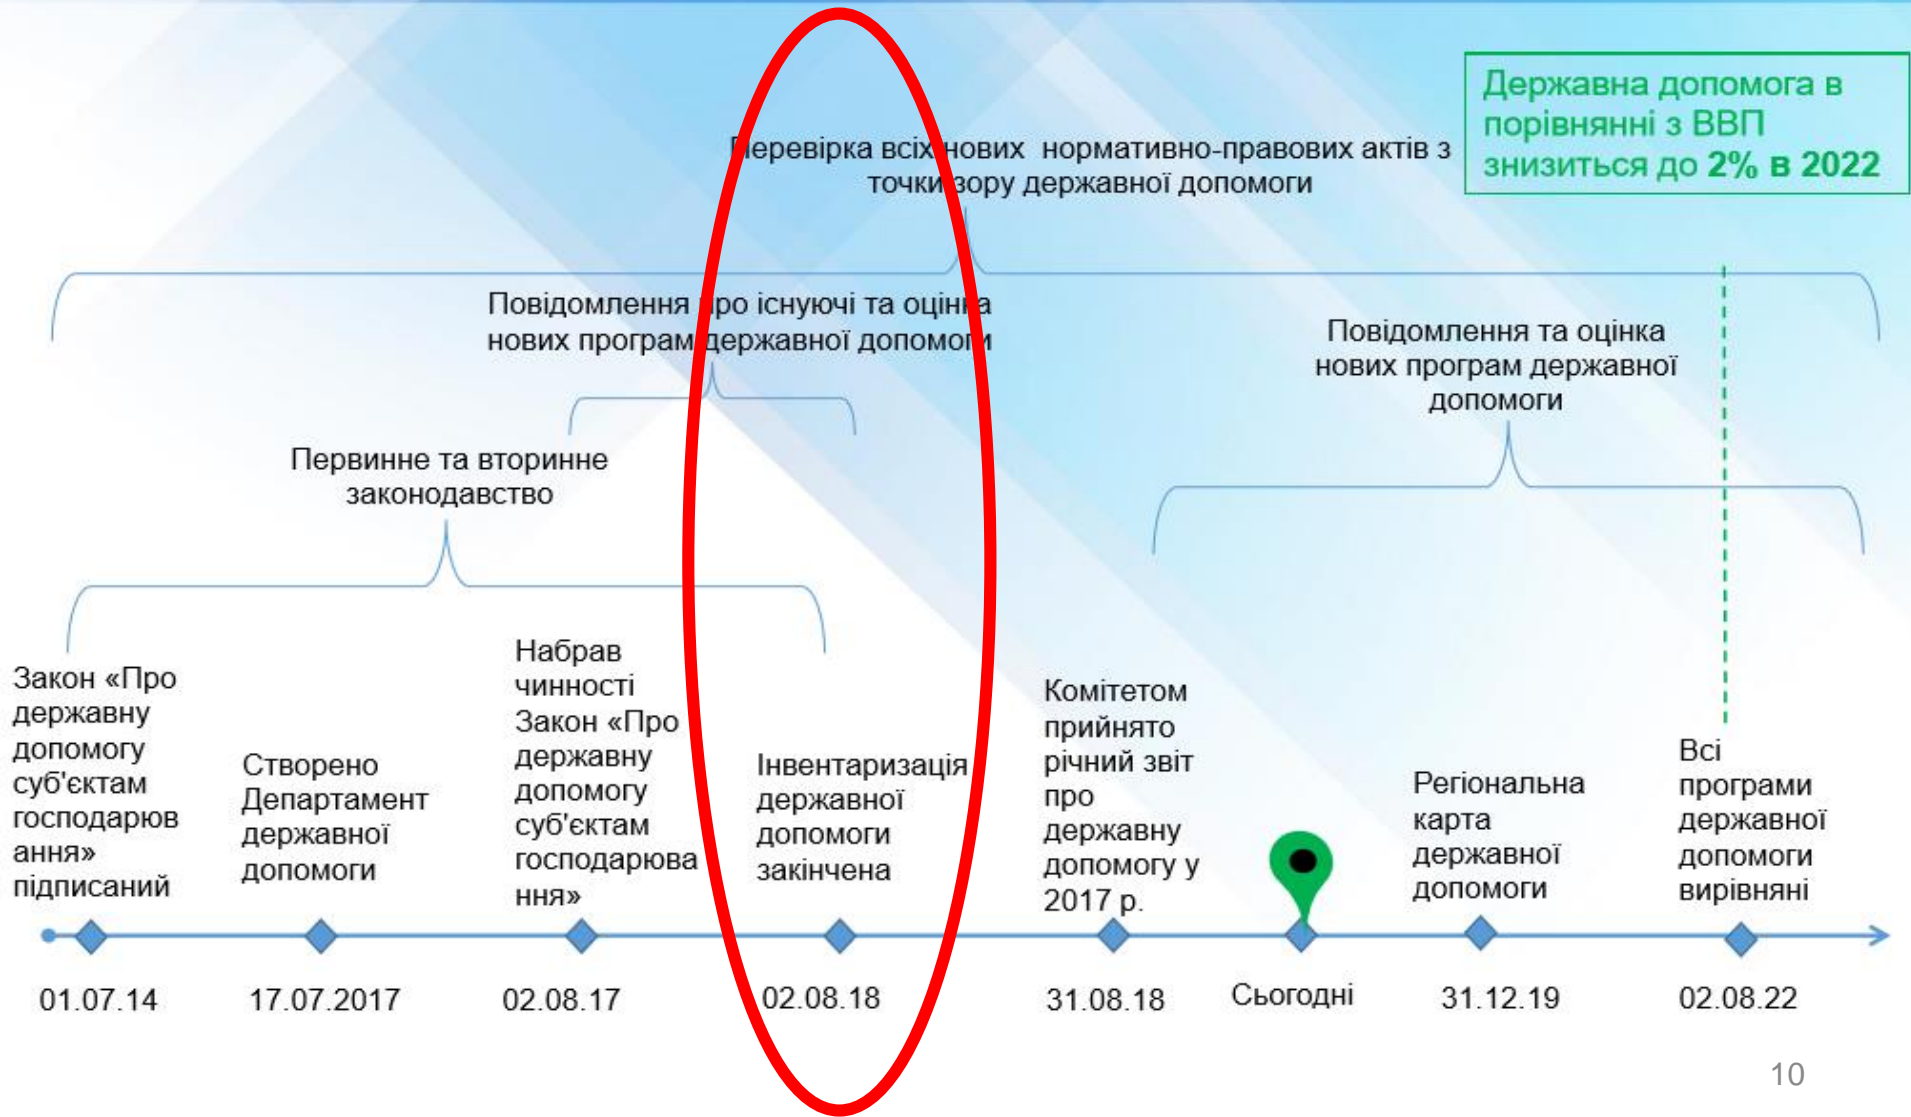 Державна допомога в
порівнянні з ВВП
знизиться до 2% в 2022
Перевірка всіх нових нормативно-правових актів з
точки зору державної допомоги
Повідомлення про існуючі та оцінка
нових програм державної допомоги
Повідомлення та оцінка
нових програм державної
допомоги
Первинне та вторинне
законодавство
Закон «Про
державну
допомогу
суб'єктам
господарюв
ання»
підписаний
Створено
Департамент
державної
допомоги
Набрав
чинності
Закон «Про
державну
допомогу
суб'єктам
господарюва
ння»
Інвентаризація
державної
допомоги
закінчена
Комітетом
прийнято
річний звіт
про
державну
допомогу у
2017 р.
Регіональна
карта
державної
допомоги
Всі
програми
державної
допомоги
вирівняні
01.07.14
17.07.2017
02.08.17
02.08.18
31.08.18
Сьогодні
31.12.19
02.08.22
10